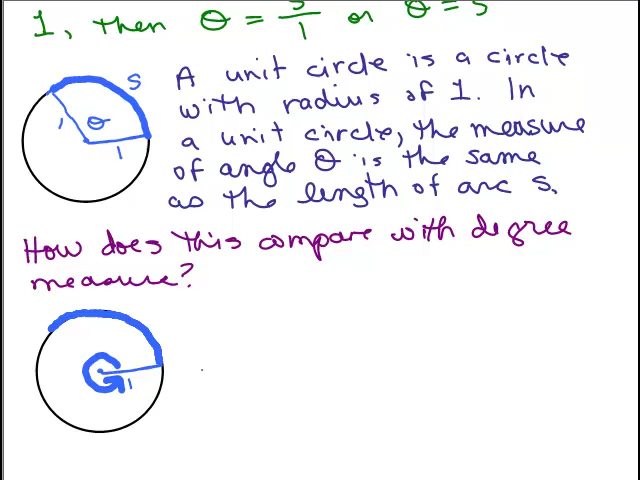 1, then θ = s/1 or θ = s
S
A unit circle is a circle
with radius of 1. In
1 θ
1
a unit circle, the measure
of angle θ is the same
as the length of arc s.
How does this compare with degree
measure?
1